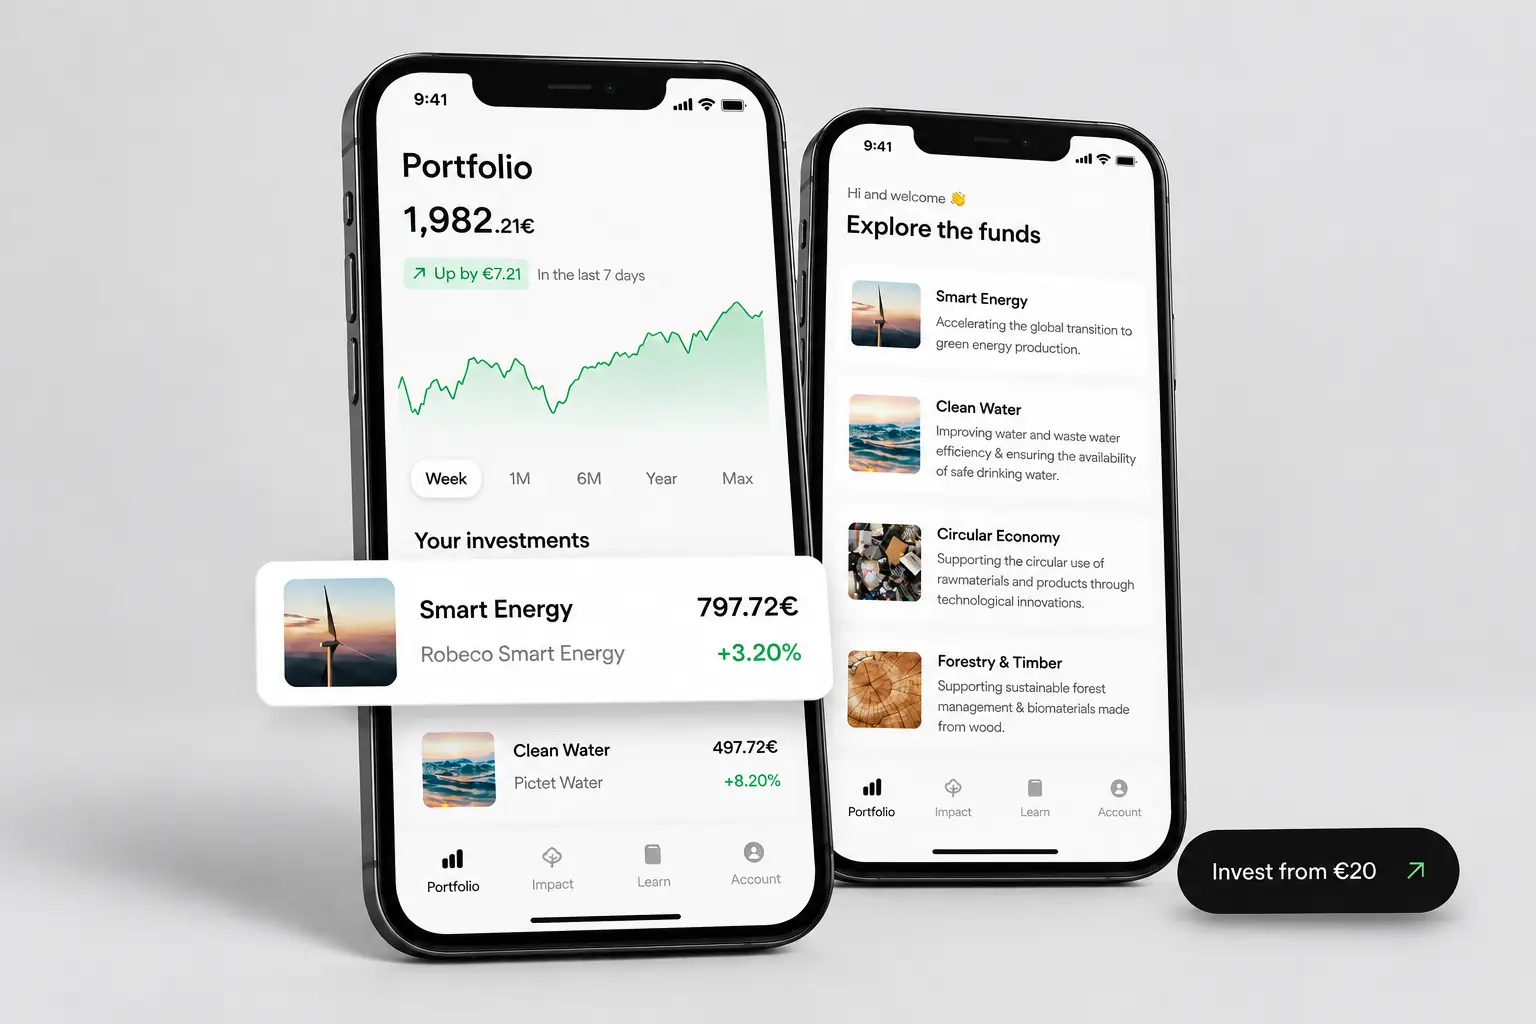 9:41
Portfolio
1,982.21€
Up by €7.21 In the last 7 days
Week 1M 6M Year Max
Your investments
Smart Energy 797.72€
Robeco Smart Energy +3.20%
Clean Water 497.72€
Pictet Water +8.20%
Portfolio Impact Learn Account
9:41
Hi and welcome 👋
Explore the funds
Smart Energy
Accelerating the global transition to
green energy production.
Clean Water
Improving water and waste water
efficiency & ensuring the availability
of safe drinking water.
Circular Economy
Supporting the circular use of
rawmaterials and products through
technological innovations.
Forestry & Timber
Supporting sustainable forest
management & biomaterials made
from wood.
Portfolio Impact Learn Account
Invest from €20